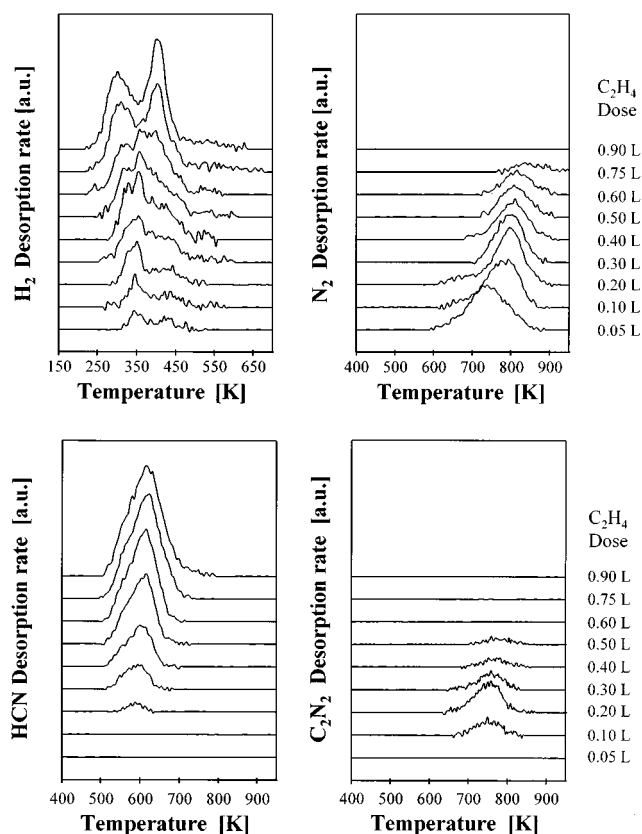 H2 Desorption rate [a.u.]
150 250 350 450 550 650
Temperature [K]
N2 Desorption rate [a.u.]
400 500 600 700 800 900
Temperature [K]
C2H4
Dose
0.90 L
0.75 L
0.60 L
0.50 L
0.40 L
0.30 L
0.20 L
0.10 L
0.05 L
HCN Desorption rate [a.u.]
400 500 600 700 800 900
Temperature [K]
C2N2 Desorption rate [a.u.]
400 500 600 700 800 900
Temperature [K]
C2H4
Dose
0.90 L
0.75 L
0.60 L
0.50 L
0.40 L
0.30 L
0.20 L
0.10 L
0.05 L